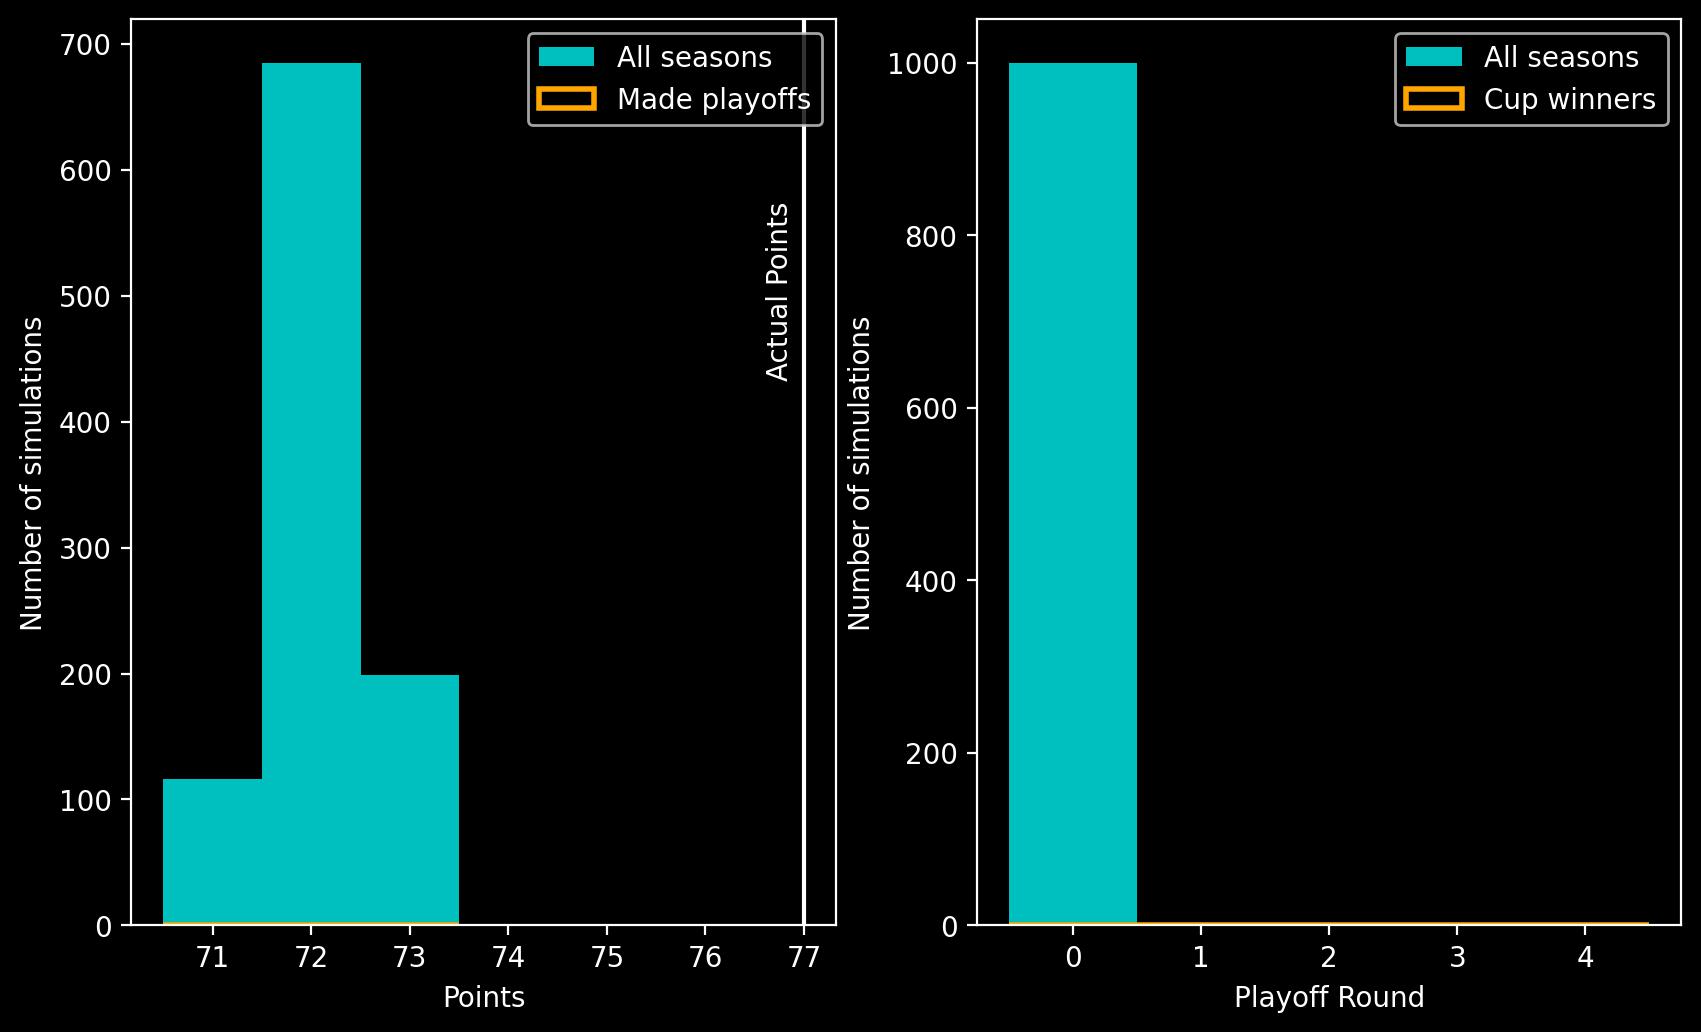 All seasons
Made playoffs
Actual Points
Number of simulations
700
600
500
400
300
200
100
0
71 72 73 74 75 76 77
Points
All seasons
Cup winners
Number of simulations
1000
800
600
400
200
0
0 1 2 3 4
Playoff Round